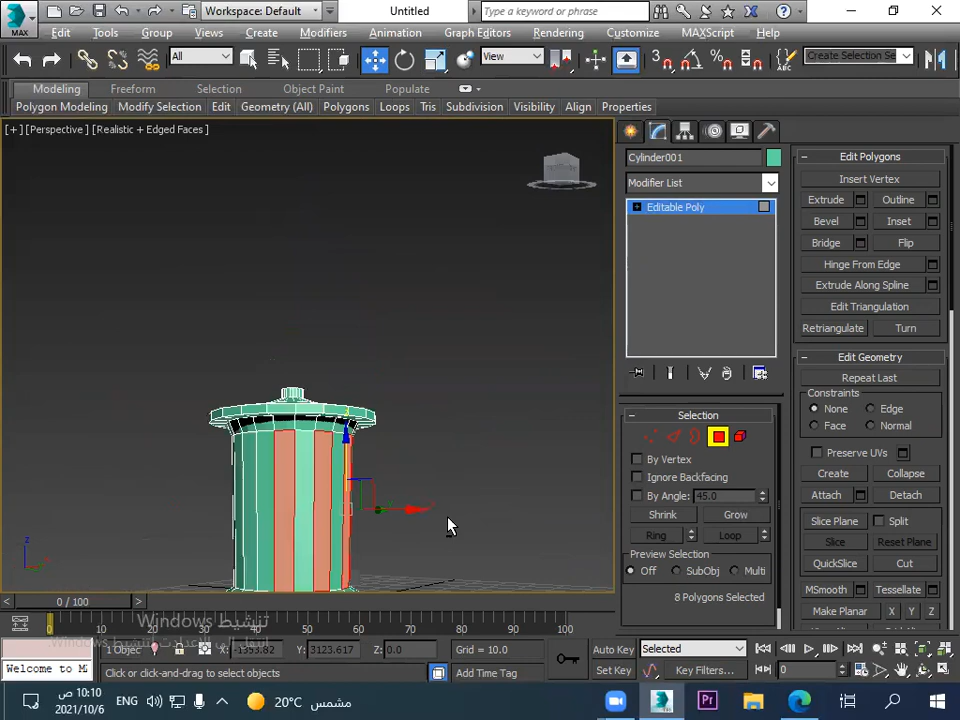 Workspace: Default
Untitled
Type a keyword or phrase
MAX
Edit Tools Group Views Create Modifiers Animation Graph Editors Rendering Customize MAXScript Help
All
View
Create Selection Se
Modeling Freeform Selection Object Paint Populate
Polygon Modeling Modify Selection Edit Geometry (All) Polygons Loops Tris Subdivision Visibility Align Properties
[+] [Perspective] [Realistic + Edged Faces]
Cylinder001
Modifier List
Editable Poly
Selection
By Vertex
Ignore Backfacing
By Angle: 45.0
Shrink Grow
Ring Loop
Preview Selection
Off SubObj Multi
8 Polygons Selected
Edit Polygons
Insert Vertex
Extrude Outline
Bevel Inset
Bridge Flip
Hinge From Edge
Extrude Along Spline
Edit Triangulation
Retriangulate Turn
Edit Geometry
Repeat Last
Constraints
None Edge
Face Normal
Preserve UVs
Create Collapse
Attach Detach
Slice Plane Split
Slice Reset Plane
QuickSlice Cut
MSmooth Tessellate
Make Planar X Y Z
z
0 / 100
0 10 20 30 40 50 60 70 80 90 100
تنشيط Windows
1 Object X: -1393.82 Y: 3123.617 Z: 0.0 Grid = 10.0
Auto Key Selected
Welcome to M
Click or click-and-drag to select objects
Add Time Tag
Set Key Key Filters...
0
10:10 ص
2021/10/6
ENG
20°C مشمس
Pr
MAX